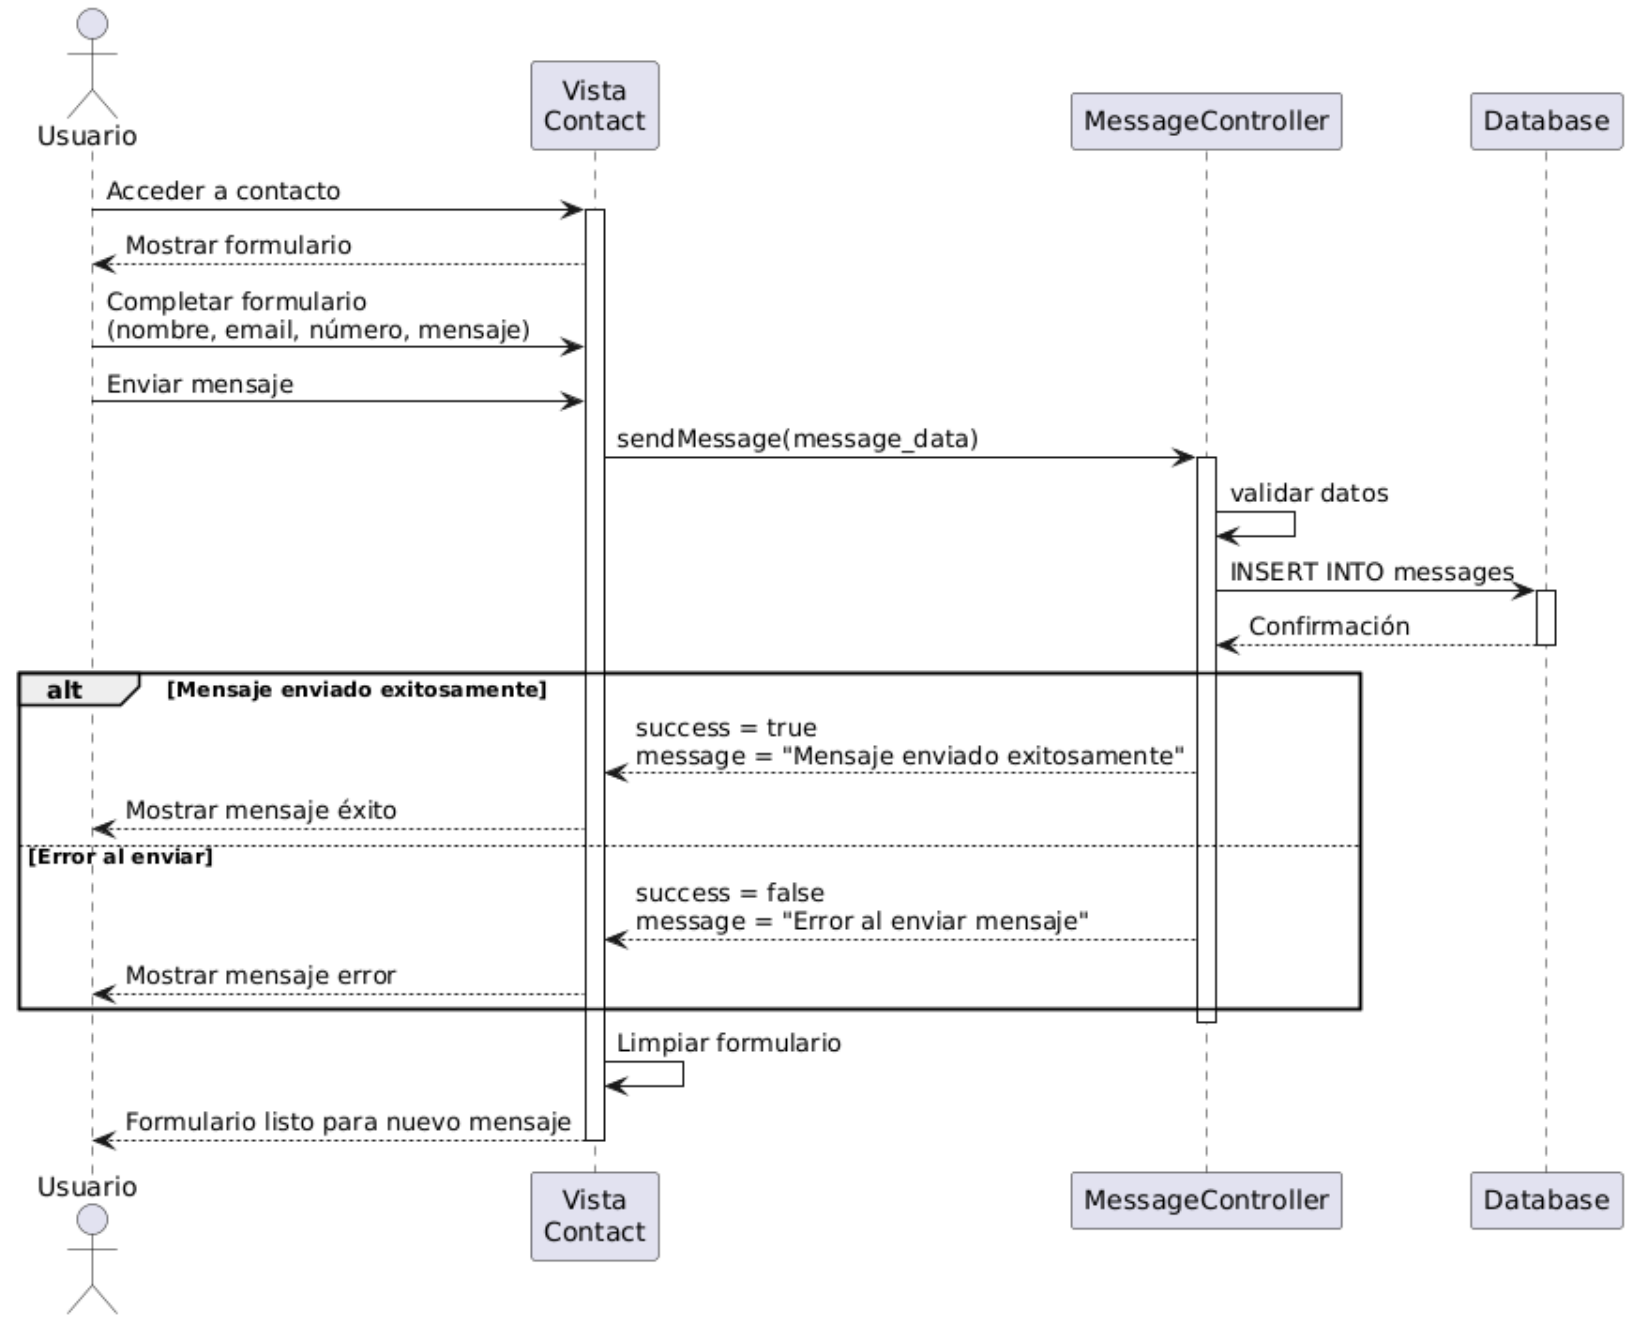 Usuario
Vista
Contact
MessageController
Database
Acceder a contacto
Mostrar formulario
Completar formulario
(nombre, email, número, mensaje)
Enviar mensaje
sendMessage(message_data)
validar datos
INSERT INTO messages
Confirmación
alt
[Mensaje enviado exitosamente]
success = true
message = "Mensaje enviado exitosamente"
Mostrar mensaje éxito
[Error al enviar]
success = false
message = "Error al enviar mensaje"
Mostrar mensaje error
Limpiar formulario
Formulario listo para nuevo mensaje
Usuario
Vista
Contact
MessageController
Database